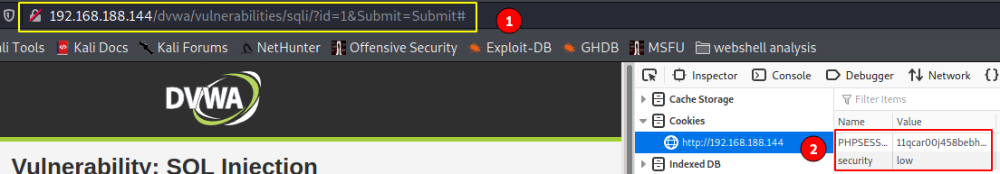 192.168.188.144/dvwa/vulnerabilities/sqli/?id=1&Submit=Submit#
1
Kali Tools Kali Docs Kali Forums NetHunter Offensive Security Exploit-DB GHDB MSFU webshell analysis
DVWA
Vulnerability: SQL Injection
Inspector Console Debugger Network {}
Cache Storage
Cookies
http://192.168.188.144
Indexed DB
Filter Items
Name Value
2
PHPSESS... 11qcar00j458bebh...
security low